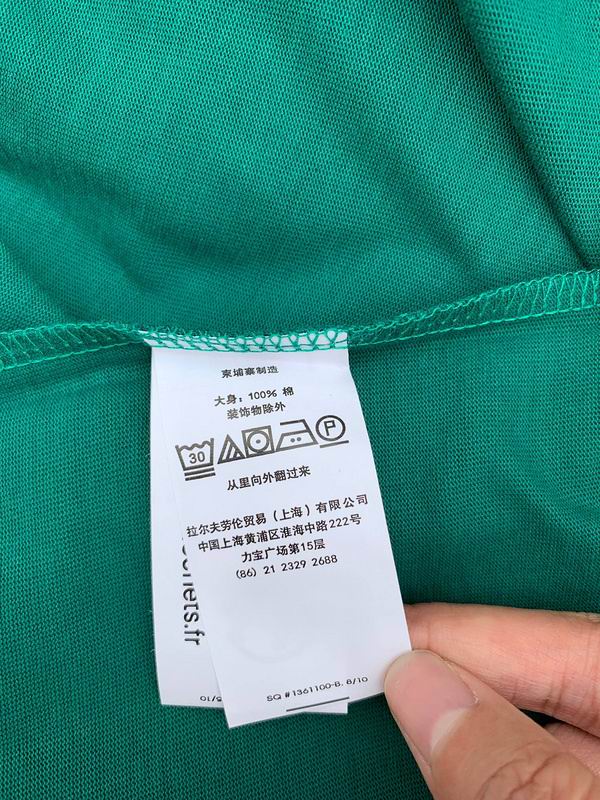 柬埔寨制造
大身：100% 棉
装饰物除外
30
P
从里向外翻过来
拉尔夫劳伦贸易（上海）有限公司
中国上海黄浦区淮海中路222号
力宝广场第15层
(86) 21 2329 2688
nets.fr
SQ #1361100-B. 8/10